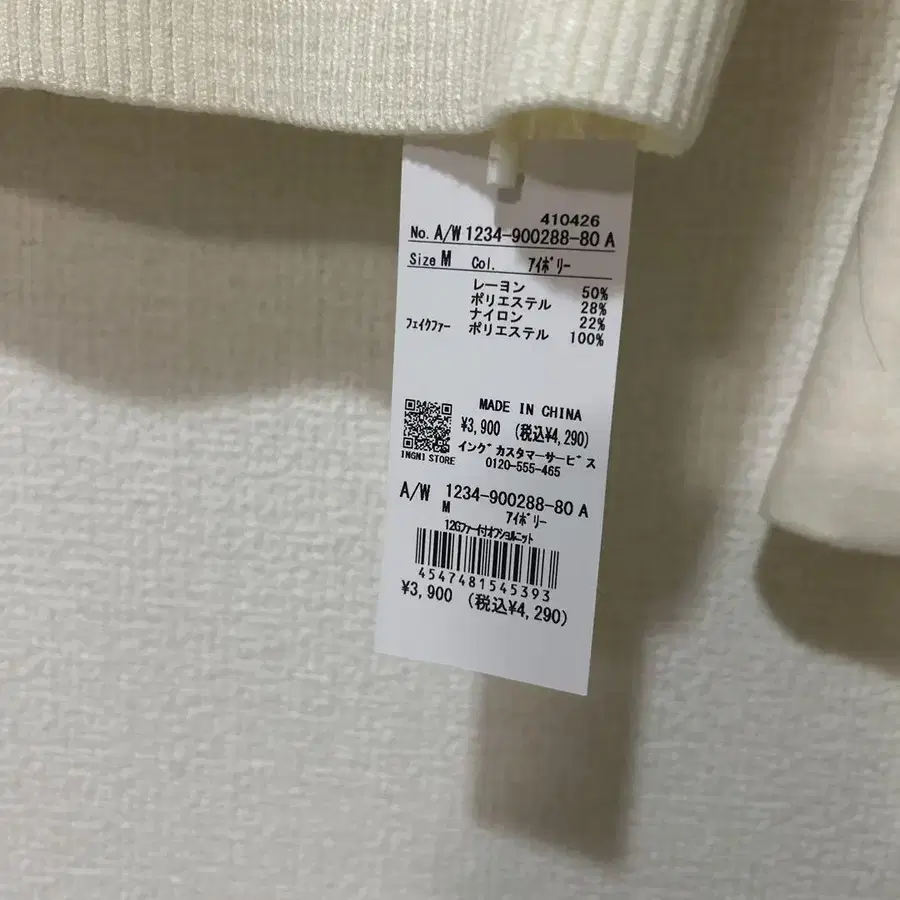 410426
No. A/W 1234-900288-80 A
Size M Col. ｱｲﾎﾞﾘｰ
レーヨン 50%
ポリエステル 28%
ナイロン 22%
ﾌｪｲｸﾌｧｰ ポリエステル 100%
MADE IN CHINA
¥3,900 (税込¥4,290)
INGNI STORE
イング カスタマーサービス
0120-555-465
A/W 1234-900288-80 A
M ｱｲﾎﾞﾘｰ
12Gファー付オフショルニット
4547481545393
¥3,900 (税込¥4,290)